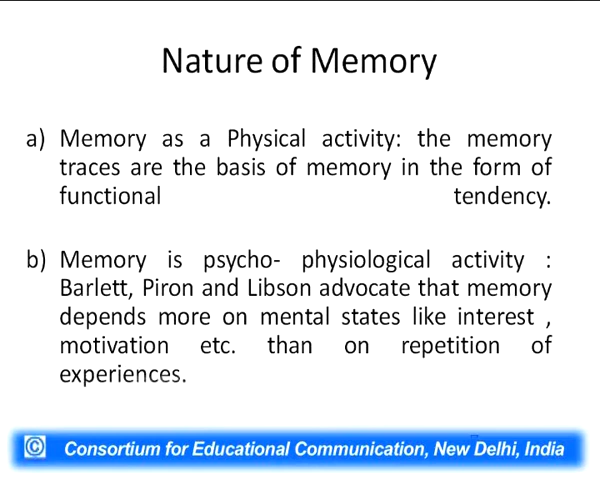 Nature of Memory
a) Memory as a Physical activity: the memory
traces are the basis of memory in the form of
functional tendency.
b) Memory is psycho- physiological activity :
Barlett, Piron and Libson advocate that memory
depends more on mental states like interest ,
motivation etc. than on repetition of
experiences.
© Consortium for Educational Communication, New Delhi, India